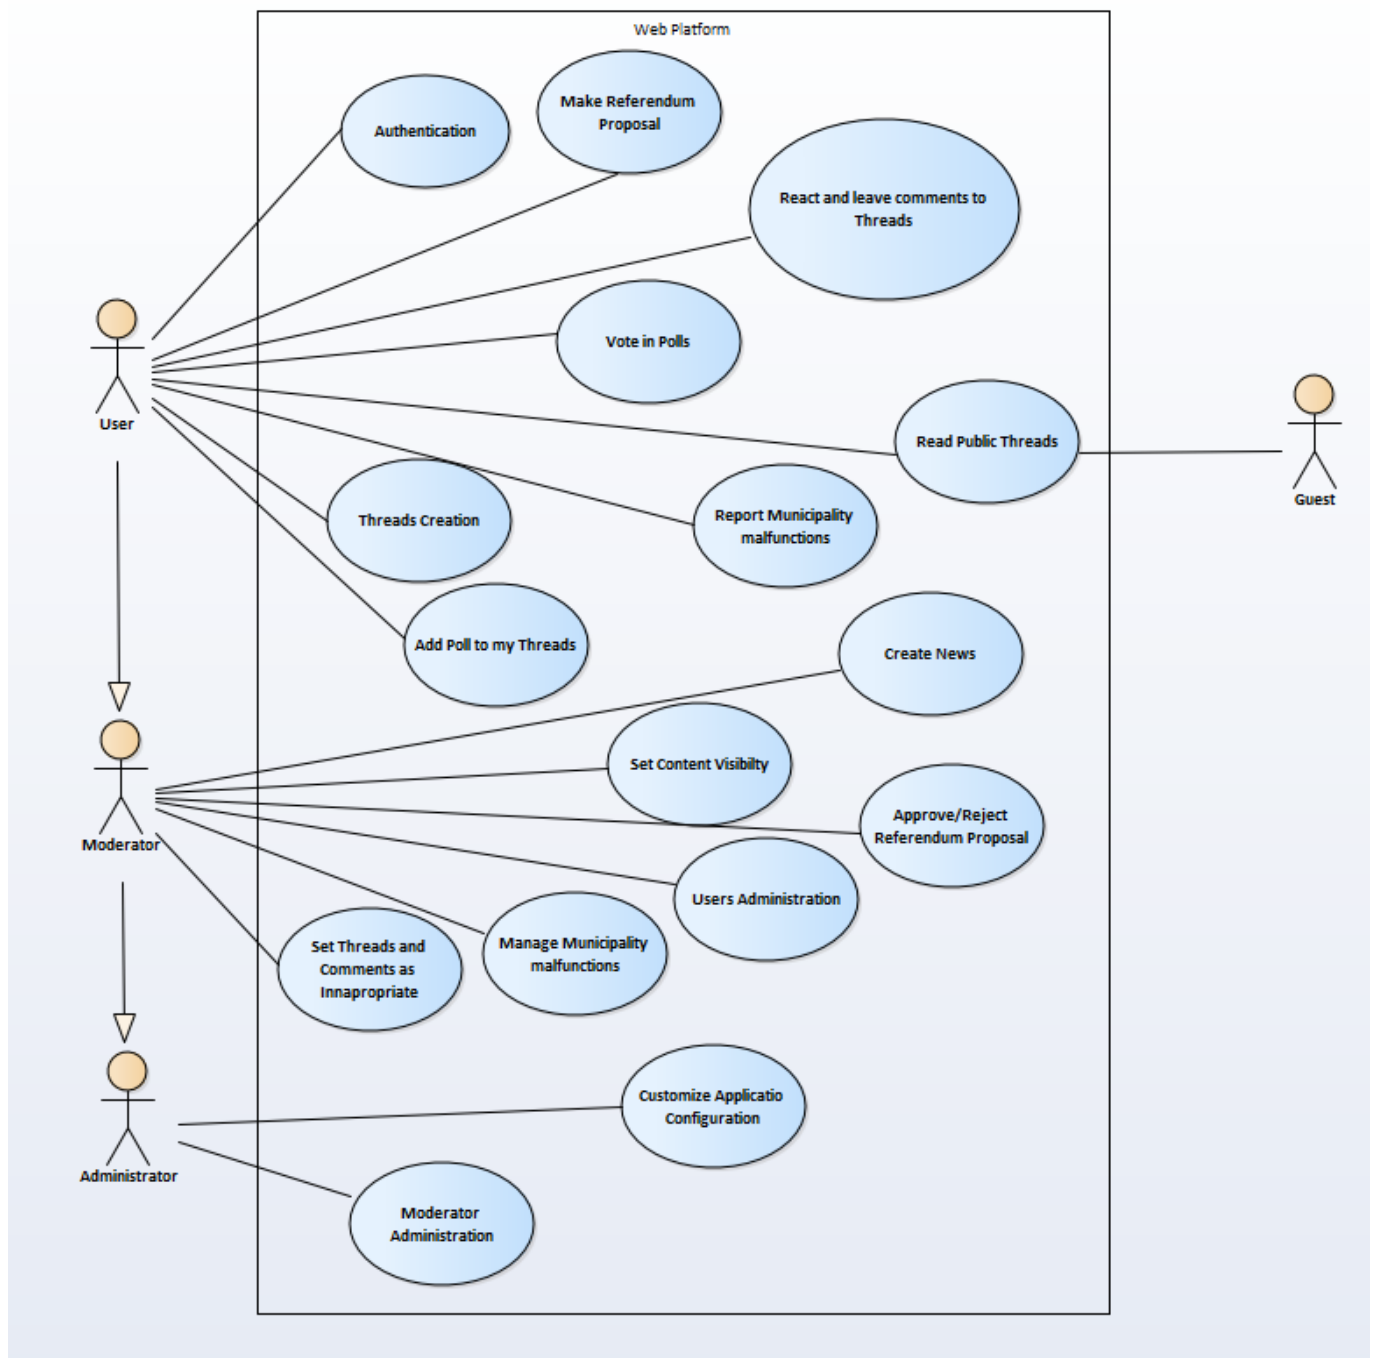 Web Platform
Authentication
Make Referendum
Proposal
React and leave comments to
Threads
Vote in Polls
User
Read Public Threads
Guest
Threads Creation
Report Municipality
malfunctions
Add Poll to my Threads
Create News
Set Content Visibilty
Approve/Reject
Referendum Proposal
Moderator
Users Administration
Manage Municipality
malfunctions
Set Threads and
Comments as
Innapropriate
Customize Applicatio
Configuration
Administrator
Moderator
Administration